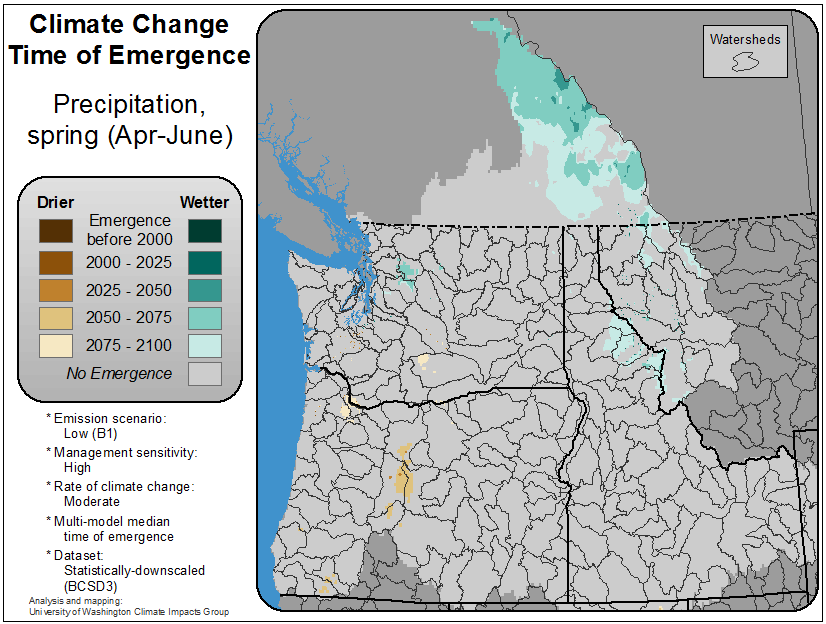 Climate Change
Time of Emergence
Precipitation,
spring (Apr-June)
Drier
Wetter
Emergence
before 2000
2000 - 2025
2025 - 2050
2050 - 2075
2075 - 2100
No Emergence
* Emission scenario:
Low (B1)
* Management sensitivity:
High
* Rate of climate change:
Moderate
* Multi-model median
time of emergence
* Dataset:
Statistically-downscaled
(BCSD3)
Analysis and mapping:
University of Washington Climate Impacts Group
Watersheds